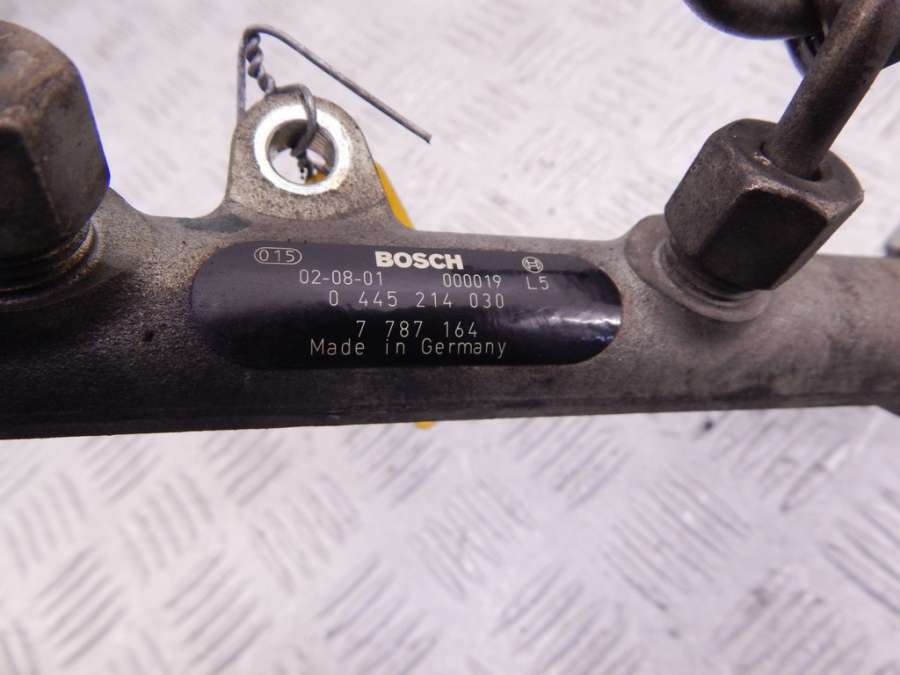 015 BOSCH
02-08-01 000019 L5
0 445 214 030
7 787 164
Made in Germany